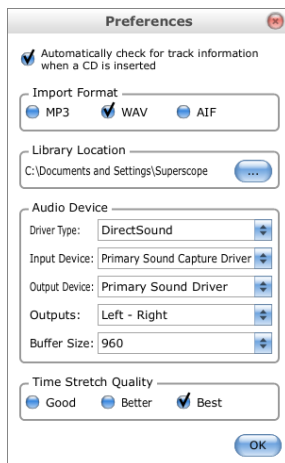 Preferences
Automatically check for track information
when a CD is inserted
Import Format
MP3 WAV AIF
Library Location
C:\Documents and Settings\Superscope ...
Audio Device
Driver Type: DirectSound
Input Device: Primary Sound Capture Driver
Output Device: Primary Sound Driver
Outputs: Left - Right
Buffer Size: 960
Time Stretch Quality
Good Better Best
OK